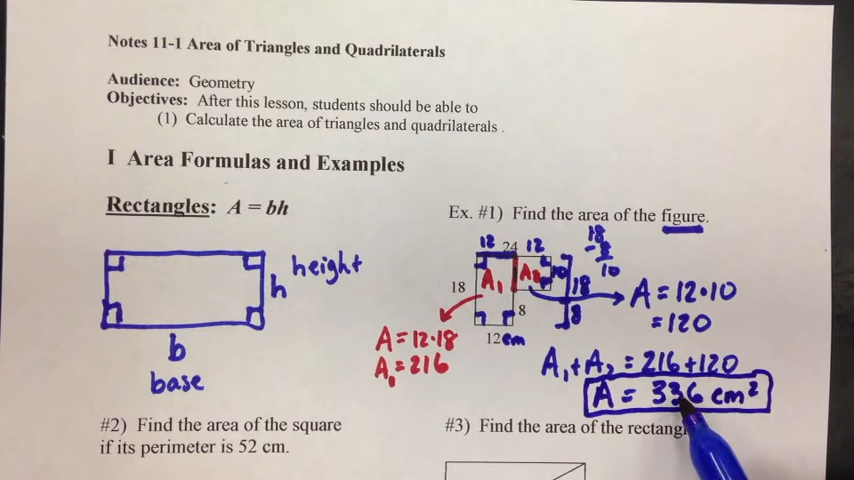 Notes 11-1 Area of Triangles and Quadrilaterals
Audience: Geometry
Objectives: After this lesson, students should be able to
(1) Calculate the area of triangles and quadrilaterals .
I Area Formulas and Examples
Rectangles: A = bh
h height
b
base
Ex. #1) Find the area of the figure.
18
- 8
10
12 24 12
A₁ A₂ 10
18
18
8
8
12cm
A = 12·18
A₁ = 216
A = 12·10
= 120
A₁+A₂ = 216+120
A = 336 cm²
#2) Find the area of the square
if its perimeter is 52 cm.
#3) Find the area of the